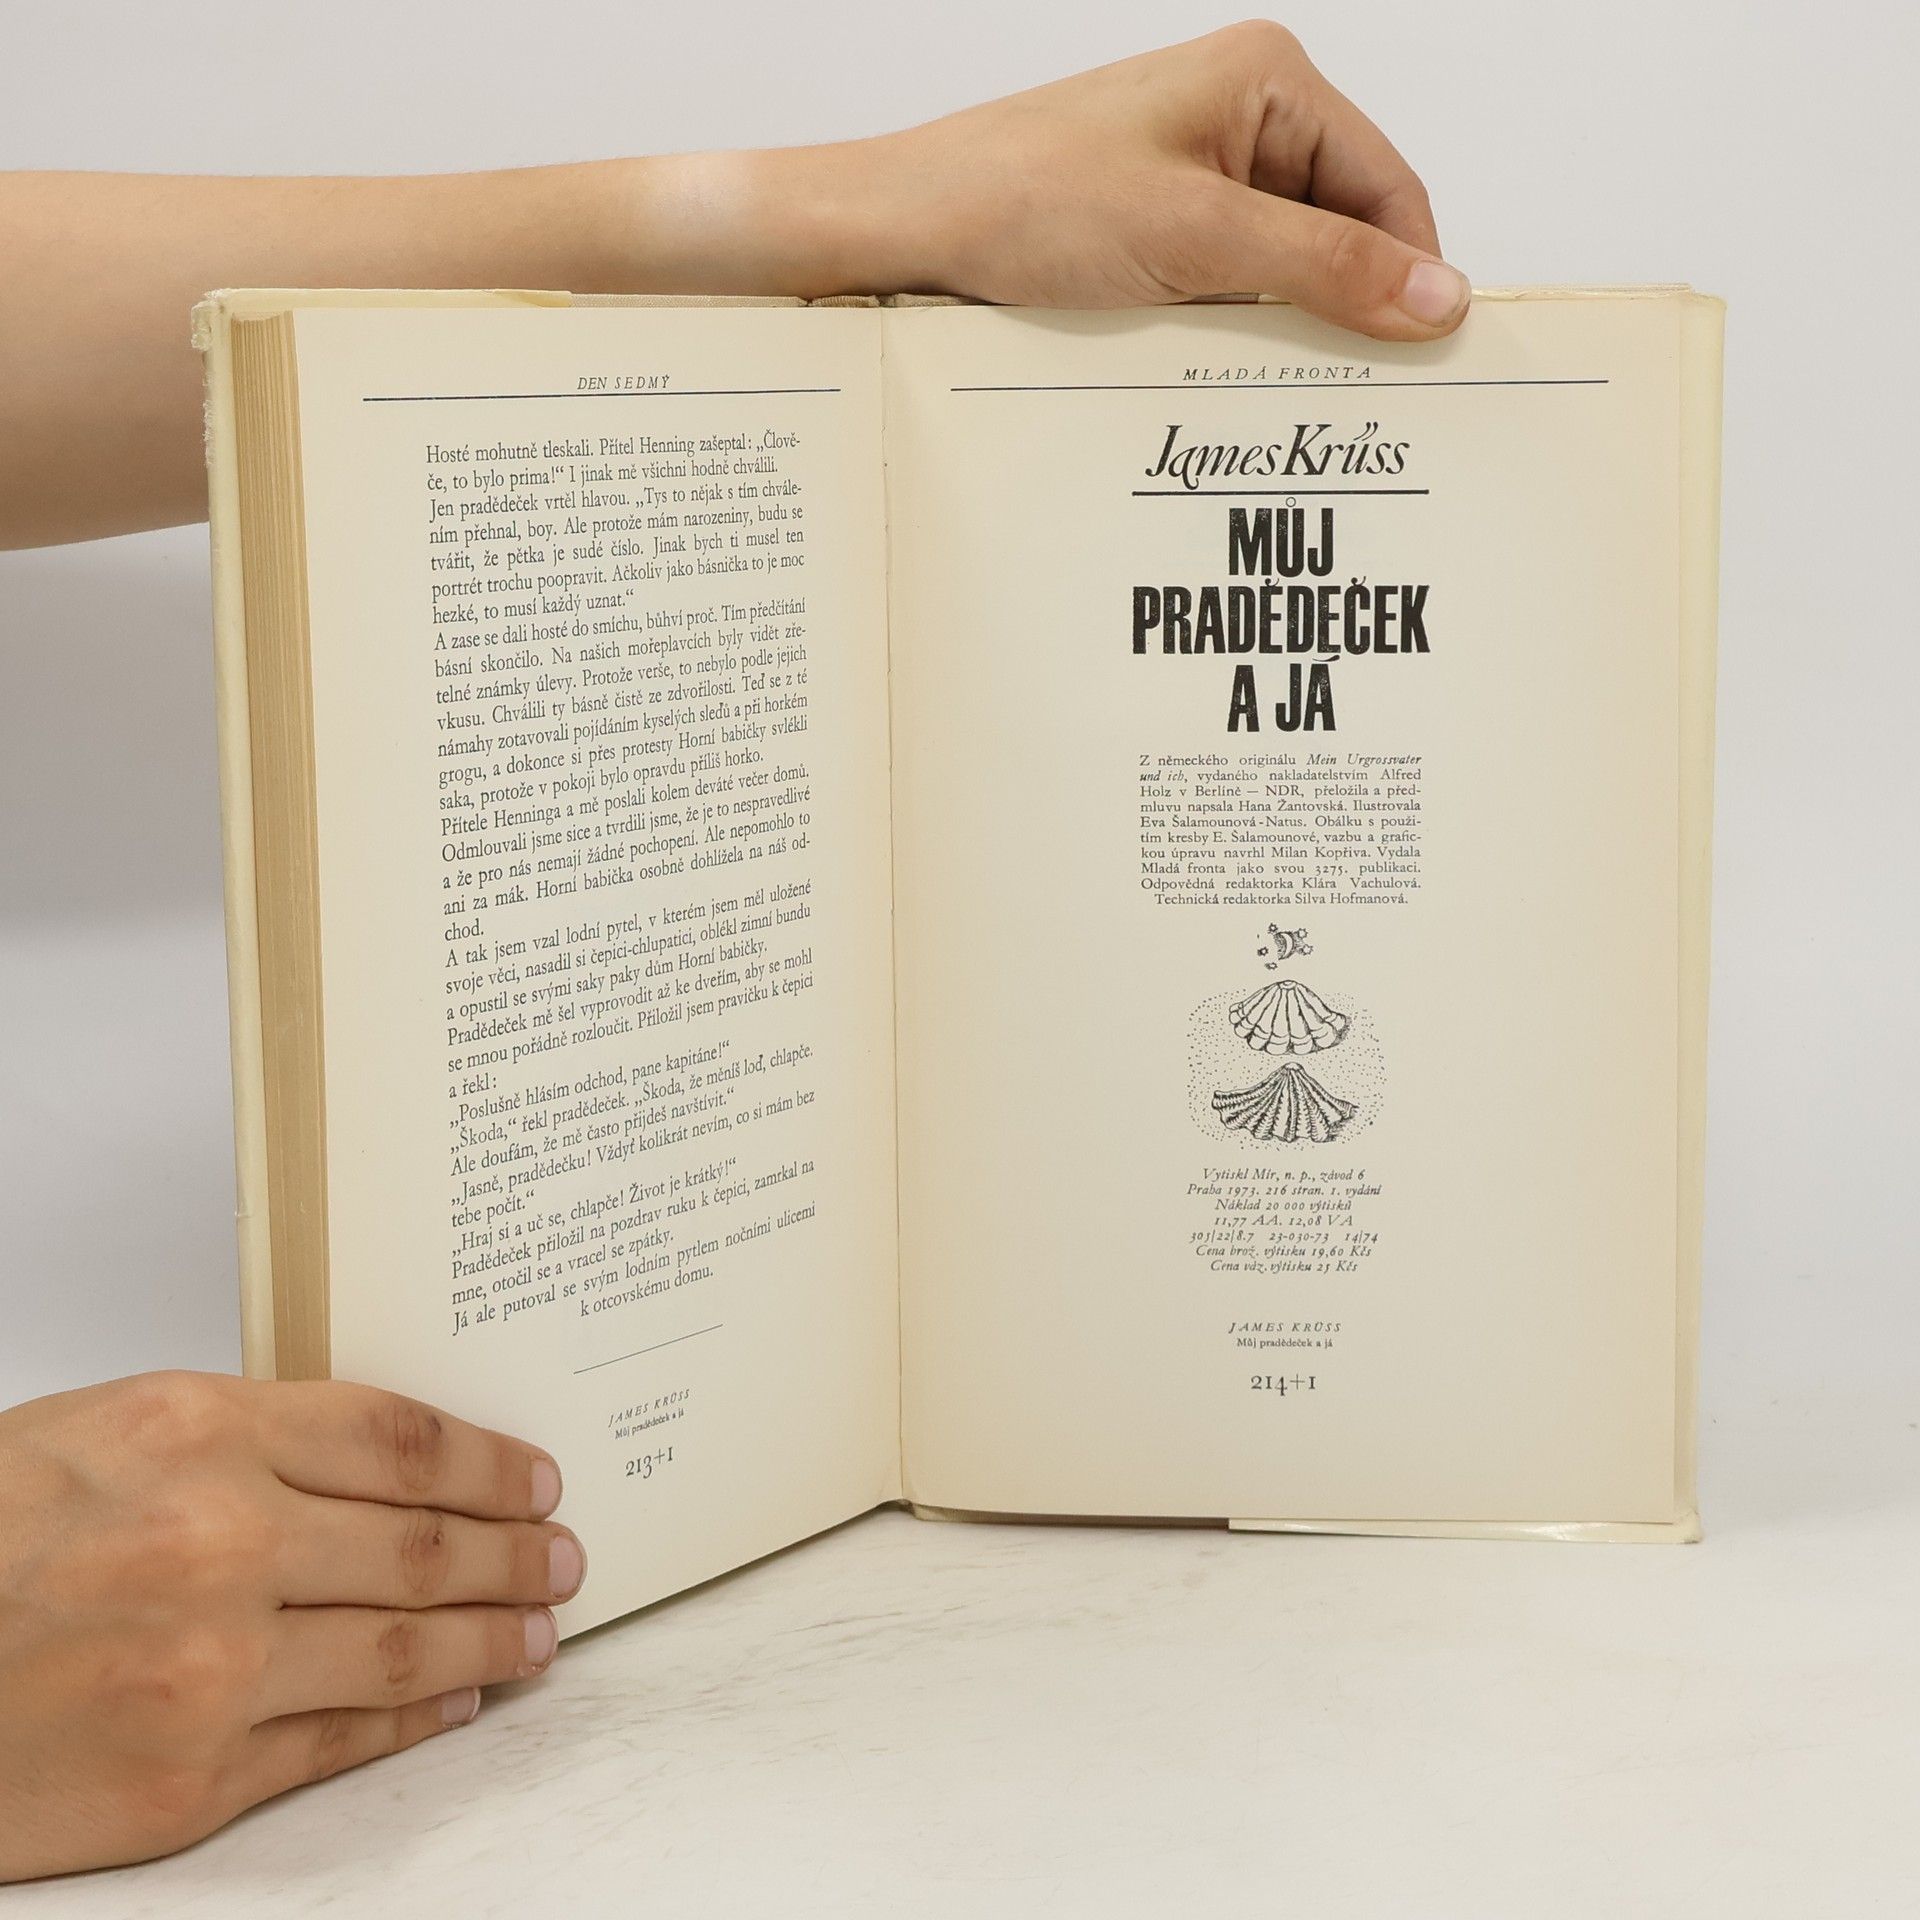 DEN SEDMÝ
Hosté mohutně tleskali. Přítel Henning zašeptal: „Člově-
če, to bylo prima!“ I jinak mě všichni hodně chválili.
Jen pradědeček vrtěl hlavou. „Tys to nějak s tím chvále-
ním přehnal, boy. Ale protože mám narozeniny, budu se
tvářit, že pětka je sudé číslo. Jinak bych ti musel ten
portrét trochu poopravit. Ačkoliv jako básnička to je moc
hezké, to musí každý uznat.“
A zase se dali hosté do smíchu, bůhví proč. Tím předčítání
básní skončilo. Na našich mořeplavcích byly vidět zře-
telné známky úlevy. Protože verše, to nebylo podle jejich
vkusu. Chválili ty básně čistě ze zdvořilosti. Teď se z té
námahy zotavovali pojídáním kyselých sleďů a při horkém
grogu, a dokonce si přes protesty Horní babičky svlékli
saka, protože v pokoji bylo opravdu příliš horko.
Přítele Henninga a mě poslali kolem deváté večer domů.
Odmlouvali jsme sice a tvrdili jsme, že je to nespravedlivé
a že pro nás nemají žádné pochopení. Ale nepomohlo to
ani za mák. Horní babička osobně dohlížela na náš od-
chod.
A tak jsem vzal lodní pytel, v kterém jsem měl uložené
svoje věci, nasadil si čepici-chlupatici, oblékl zimní bundu
a opustil se svými saky paky dům Horní babičky.
Pradědeček mě šel vyprovodit až ke dveřím, aby se mohl
se mnou pořádně rozloučit. Přiložil jsem pravičku k čepici
a řekl:
„Poslušně hlásím odchod, pane kapitáne!“
„Škoda,“ řekl pradědeček. „Škoda, že měníš loď, chlapče.
Ale doufám, že mě často přijdeš navštívit.“
„Jasně, pradědečku! Vždyť kolikrát nevím, co si mám bez
tebe počít.“
„Hraj si a uč se, chlapče! Život je krátký!“
Pradědeček přiložil na pozdrav ruku k čepici, zamrkal na
mne, otočil se a vracel se zpátky.
Já ale putoval se svým lodním pytlem nočními ulicemi
k otcovskému domu.
JAMES KRÜSS
Můj pradědeček a já
213+1
MLADÁ FRONTA
James Krüss
MŮJ
PRADĚDEČEK
A JÁ
Z německého originálu Mein Urgrossvater
und ich, vydaného nakladatelstvím Alfred
Holz v Berlíně — NDR, přeložila a před-
mluvu napsala Hana Žantovská. Ilustrovala
Eva Šalamounová-Natus. Obálku s použi-
tím kresby E. Šalamounové, vazbu a grafic-
kou úpravu navrhl Milan Kopřiva. Vydala
Mladá fronta jako svou 3275. publikaci.
Odpovědná redaktorka Klára Vachulová.
Technická redaktorka Silva Hofmanová.
Vytiskl Mír, n. p., závod 6
Praha 1973. 216 stran. 1. vydání
Náklad 20 000 výtisků
11,77 AA. 12,08 VA
305/22/8.7 23-030-73 14/74
Cena brož. výtisku 19,60 Kčs
Cena váz. výtisku 25 Kčs
JAMES KRÜSS
Můj pradědeček a já
214+1